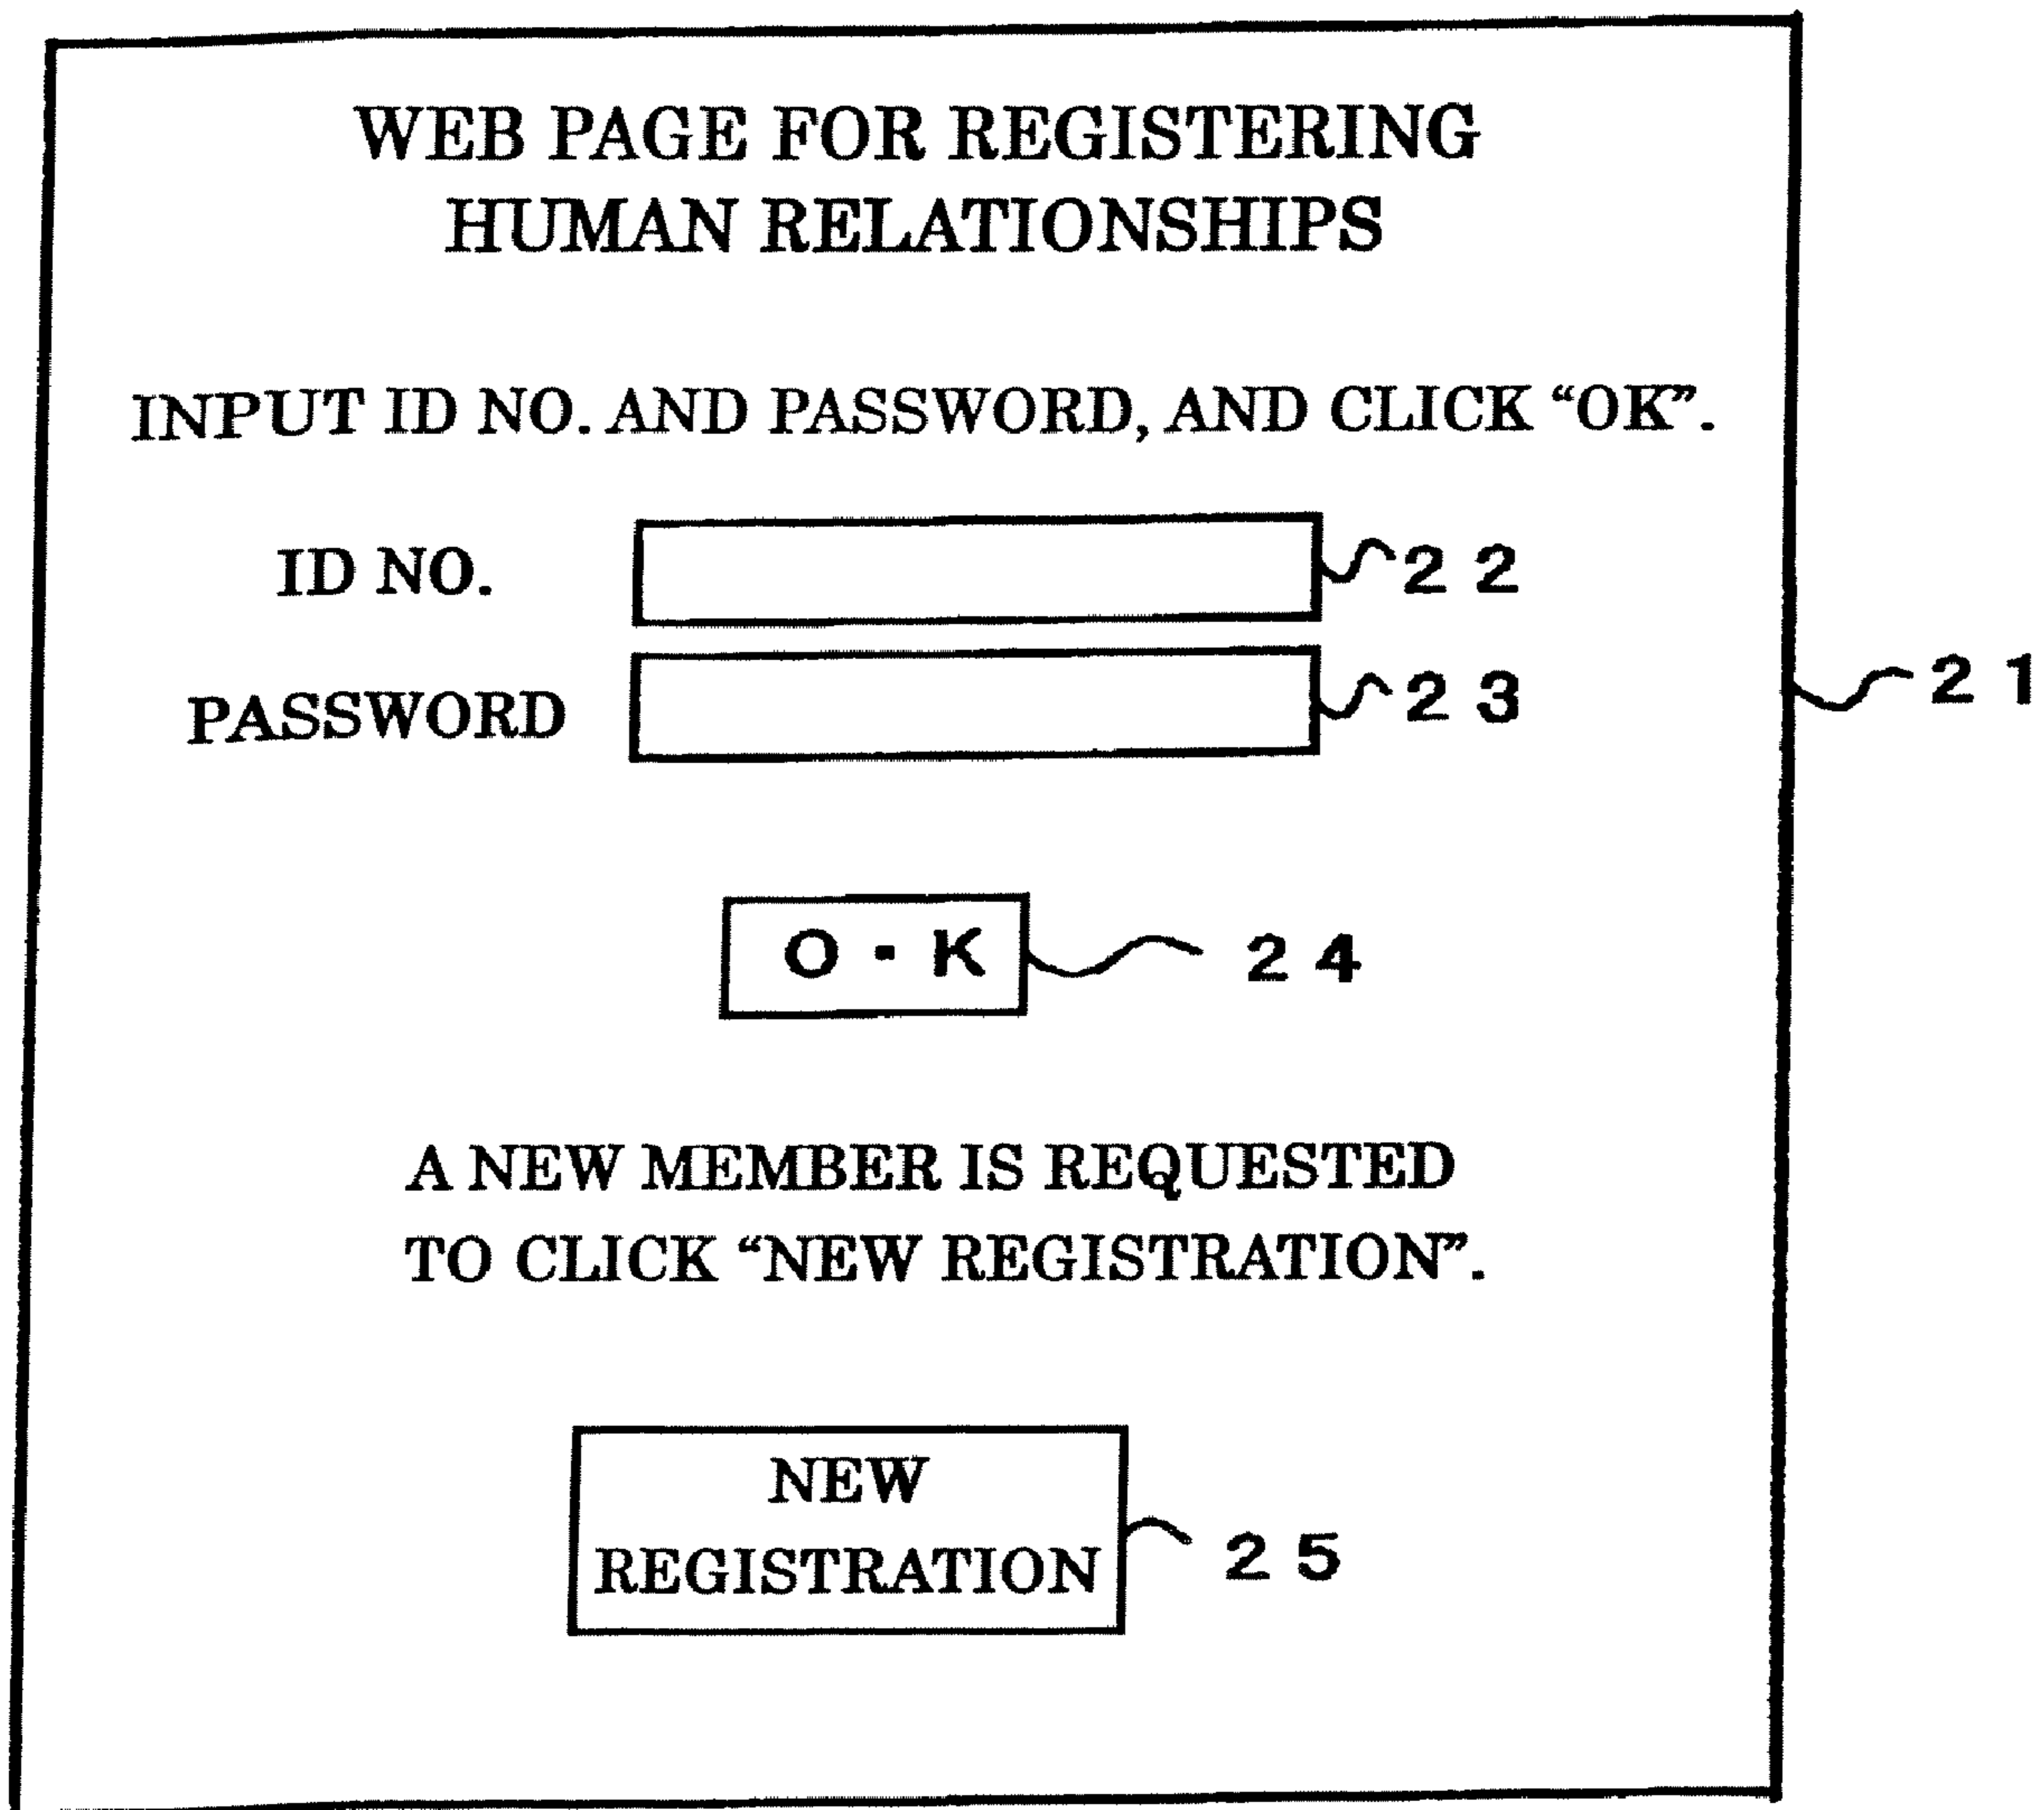 WEB PAGE FOR REGISTERING
HUMAN RELATIONSHIPS
INPUT ID NO. AND PASSWORD, AND CLICK “OK”.
ID NO. 22
PASSWORD 23
21
O・K 24
A NEW MEMBER IS REQUESTED
TO CLICK “NEW REGISTRATION”.
NEW
REGISTRATION 25